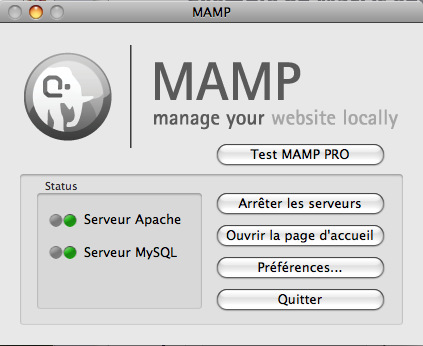 MAMP
MAMP
manage your website locally
Test MAMP PRO
Status
Serveur Apache
Serveur MySQL
Arrêter les serveurs
Ouvrir la page d'accueil
Préférences...
Quitter